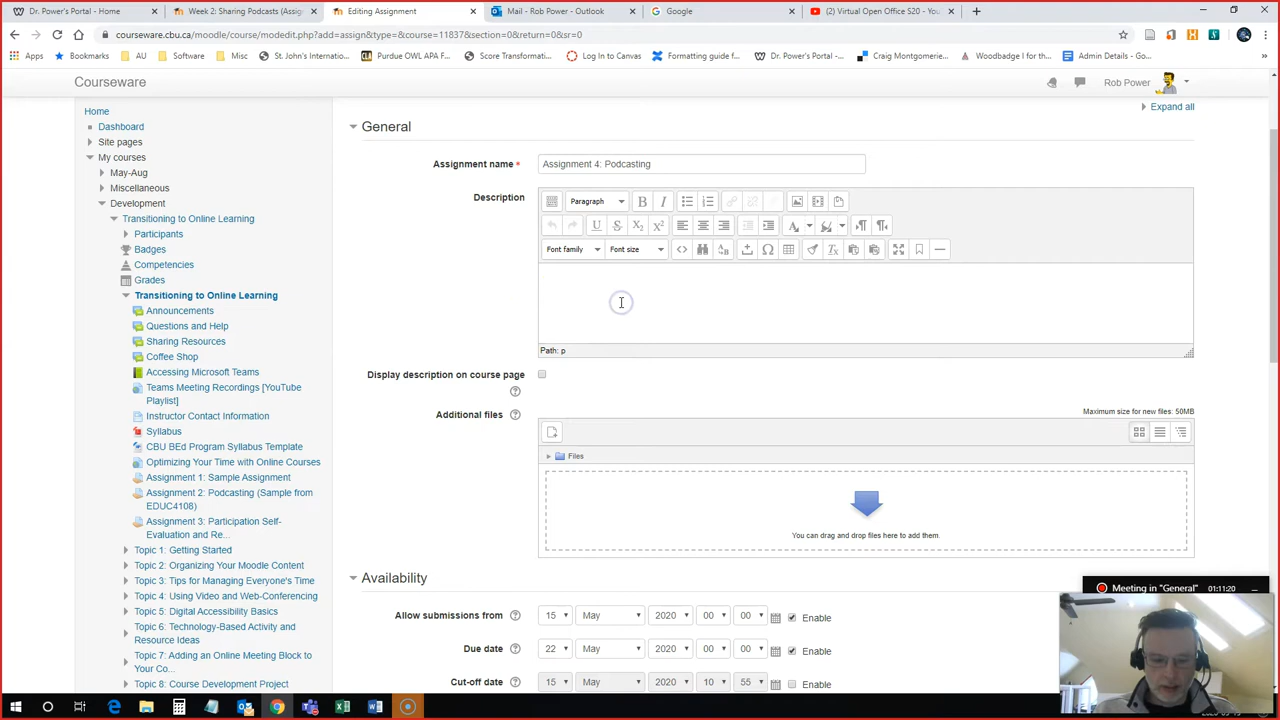 Dr. Power's Portal - Home
Week 2: Sharing Podcasts (Assig
Editing Assignment
Mail - Rob Power - Outlook
Google
(2) Virtual Open Office S20 - You
courseware.cbu.ca/moodle/course/modedit.php?add=assign&type=&course=11837&section=0&return=0&sr=0
Apps
Bookmarks
AU
Software
Misc
St. John's Internatio...
Purdue OWL APA F...
Score Transformati...
Log In to Canvas
Formatting guide f...
Dr. Power's Portal -...
Craig Montgomerie...
Woodbadge I for th...
Admin Details - Go...
Courseware
Rob Power
Home
Dashboard
Site pages
My courses
May-Aug
Miscellaneous
Development
Transitioning to Online Learning
Participants
Badges
Competencies
Grades
Transitioning to Online Learning
Announcements
Questions and Help
Sharing Resources
Coffee Shop
Accessing Microsoft Teams
Teams Meeting Recordings [YouTube
Playlist]
Instructor Contact Information
Syllabus
CBU BEd Program Syllabus Template
Optimizing Your Time with Online Courses
Assignment 1: Sample Assignment
Assignment 2: Podcasting (Sample from
EDUC4108)
Assignment 3: Participation Self-
Evaluation and Re...
Topic 1: Getting Started
Topic 2: Organizing Your Moodle Content
Topic 3: Tips for Managing Everyone's Time
Topic 4: Using Video and Web-Conferencing
Topic 5: Digital Accessibility Basics
Topic 6: Technology-Based Activity and
Resource Ideas
Topic 7: Adding an Online Meeting Block to
Your Co...
Topic 8: Course Development Project
Expand all
General
Assignment name *
Assignment 4: Podcasting
Description
Paragraph
Font family
Font size
Path: p
Display description on course page
Additional files
Maximum size for new files: 50MB
Files
You can drag and drop files here to add them.
Availability
Allow submissions from
15 May 2020 00 00 Enable
Due date
22 May 2020 00 00 Enable
Cut-off date
15 May 2020 10 55 Enable
Meeting in "General" 01:11:20